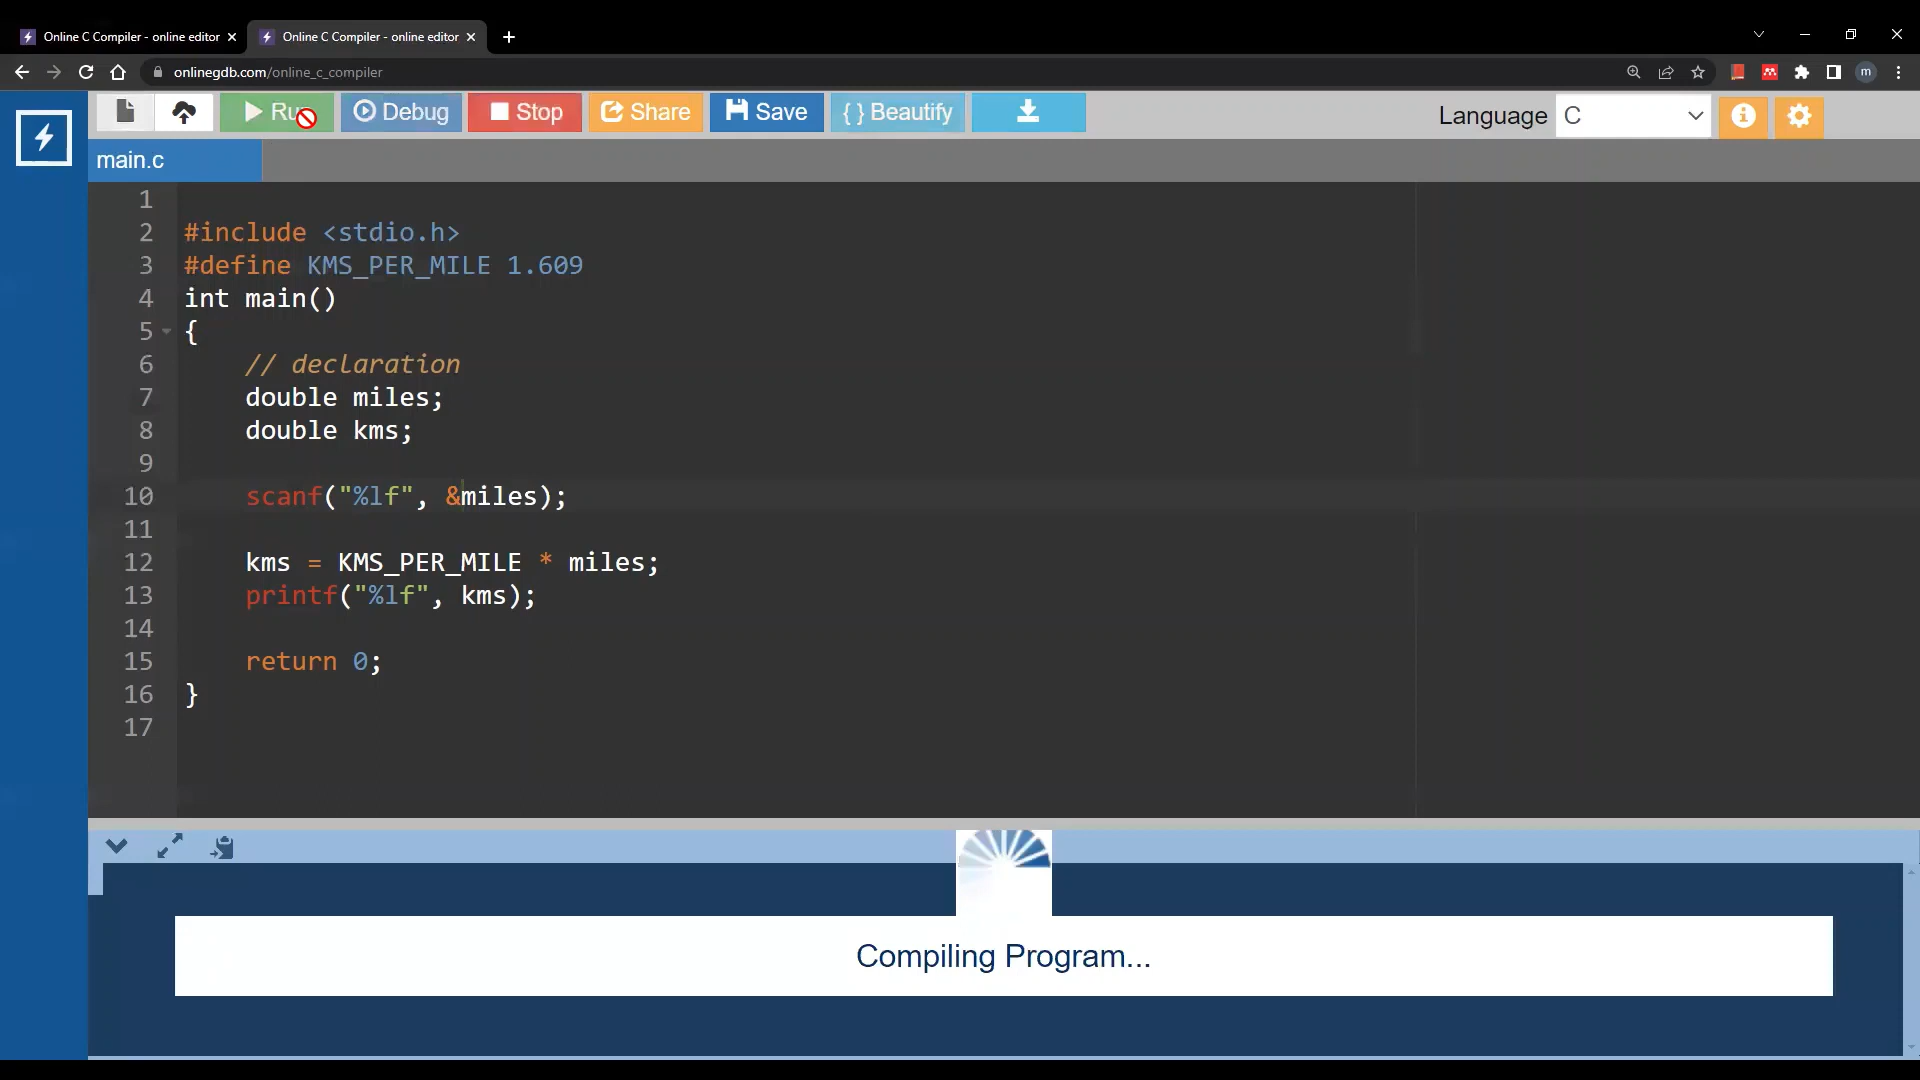 Online C Compiler - online editor
Online C Compiler - online editor
onlinegdb.com/online_c_compiler
m
Run Debug Stop Share Save { } Beautify
Language C
main.c
1
2 #include <stdio.h>
3 #define KMS_PER_MILE 1.609
4 int main()
5 {
6 // declaration
7 double miles;
8 double kms;
9
10 scanf("%lf", &miles);
11
12 kms = KMS_PER_MILE * miles;
13 printf("%lf", kms);
14
15 return 0;
16 }
17
Compiling Program...